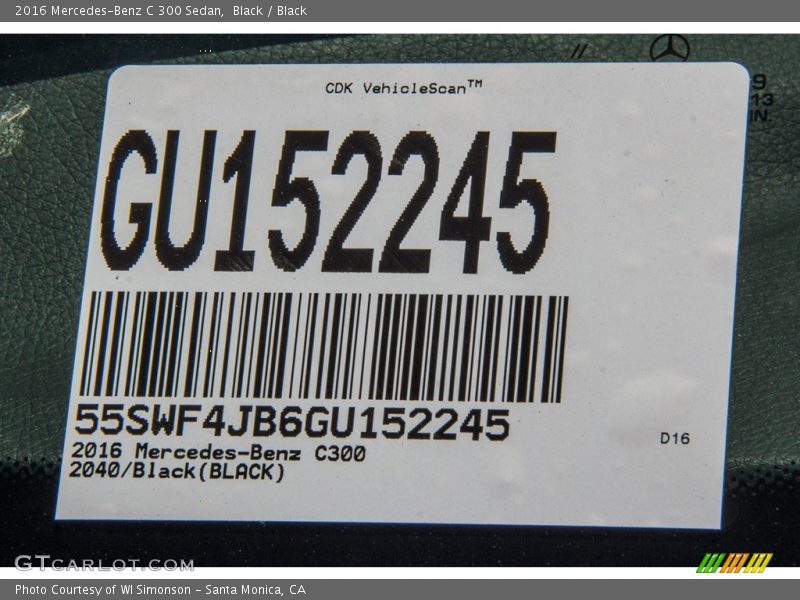 2016 Mercedes-Benz C 300 Sedan, Black / Black
CDK VehicleScan™
9
13
IN.
GU152245
55SWF4JB6GU152245
2016 Mercedes-Benz C300
2040/Black(BLACK)
D16
GTCARLOT.COM
Photo Courtesy of WI Simonson - Santa Monica, CA